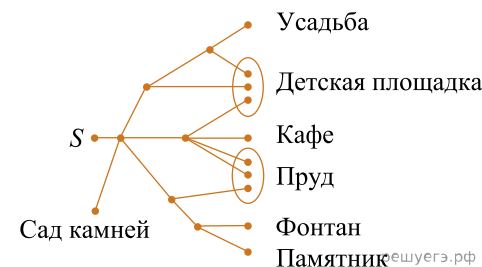 Усадьба
Детская площадка
S
Кафе
Пруд
Сад камней
Фонтан
Памятник
решуегэ.рф